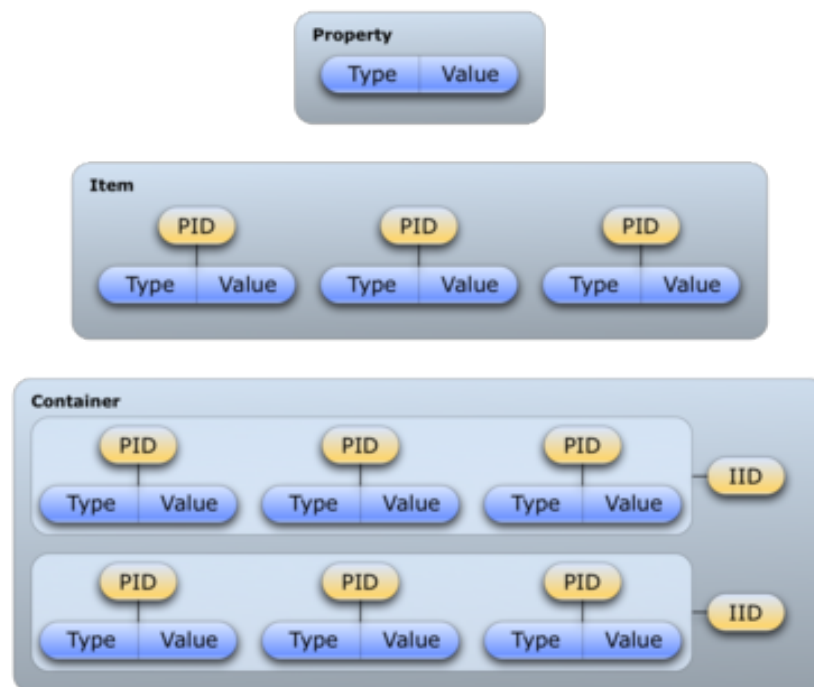 Property
Type Value
Item
PID PID PID
Type Value Type Value Type Value
Container
PID PID PID
IID
Type Value Type Value Type Value
PID PID PID
IID
Type Value Type Value Type Value